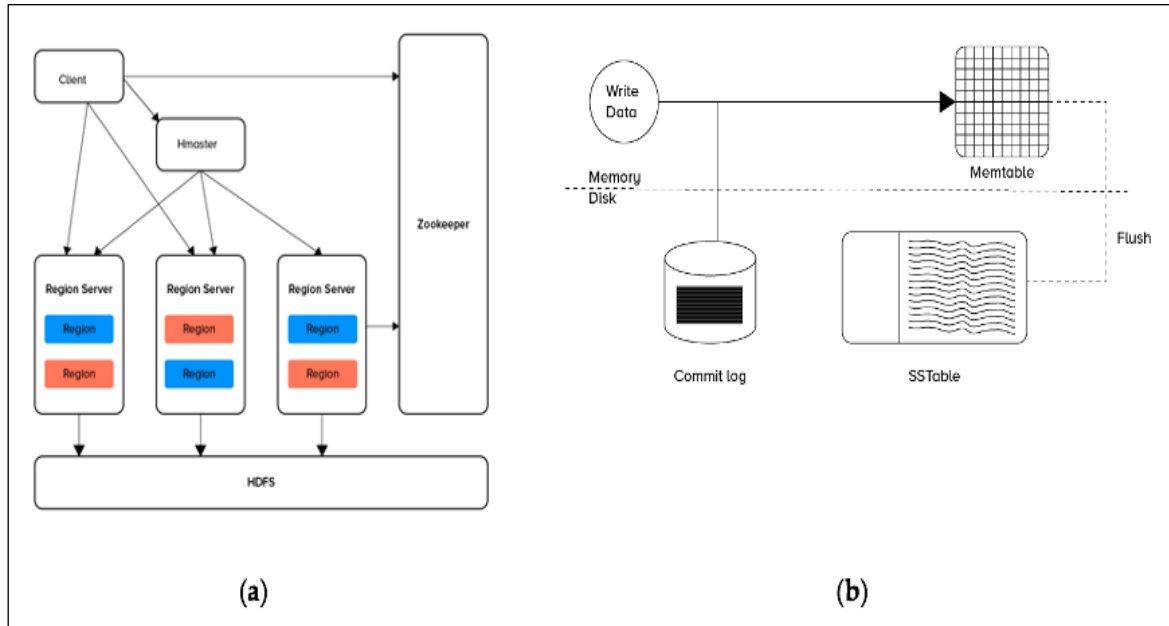 Client
Hmaster
Zookeeper
Region Server
Region
Region
Region Server
Region
Region
Region Server
Region
Region
HDFS
(a)
Write
Data
Memtable
Memory
Disk
Flush
Commit log
SSTable
(b)